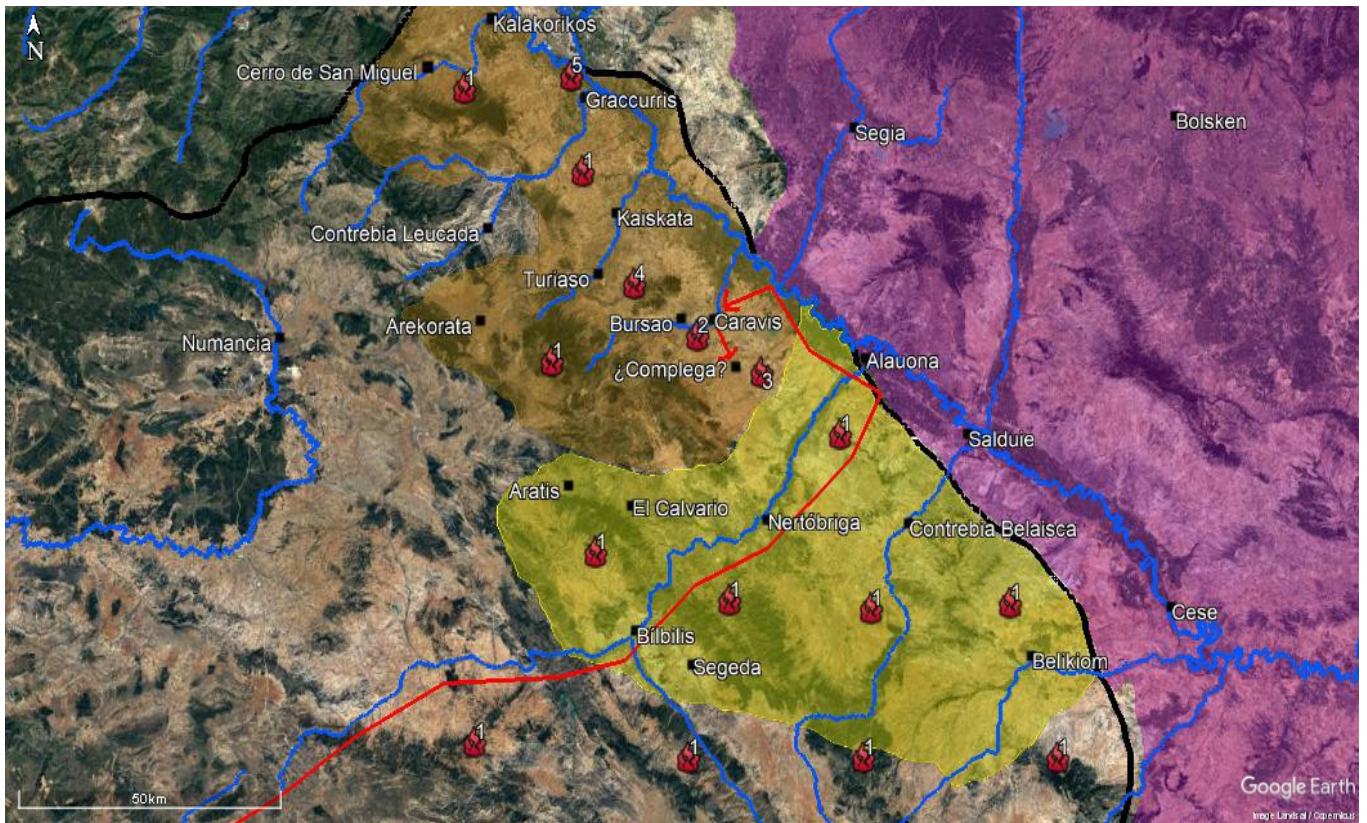 N
Kalakorikos
Cerro de San Miguel
1
5
Graccurris
Segia
Bolsken
1
Kaiskata
Contrebia Leucada
Turiaso
4
Arekorata
Bursao
2
Caravis
Numancia
1
¿Complega?
3
Alauona
1
Salduie
Aratis
El Calvario
Nertóbriga
Contrebia Belaisca
1
1
1
1
Cese
Bílbilis
Segeda
Belikiom
1
1
1
1
50km
Google Earth
Image Landsat / Copernicus